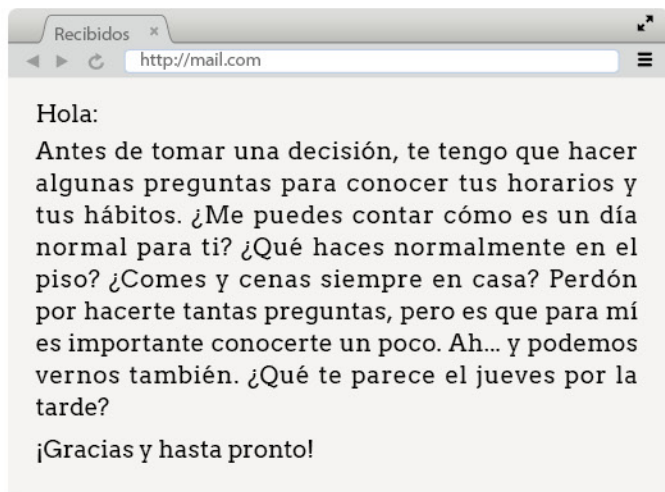 Recibidos ×
http://mail.com
Hola:
Antes de tomar una decisión, te tengo que hacer
algunas preguntas para conocer tus horarios y
tus hábitos. ¿Me puedes contar cómo es un día
normal para ti? ¿Qué haces normalmente en el
piso? ¿Comes y cenas siempre en casa? Perdón
por hacerte tantas preguntas, pero es que para mí
es importante conocerte un poco. Ah... y podemos
vernos también. ¿Qué te parece el jueves por la
tarde?
¡Gracias y hasta pronto!